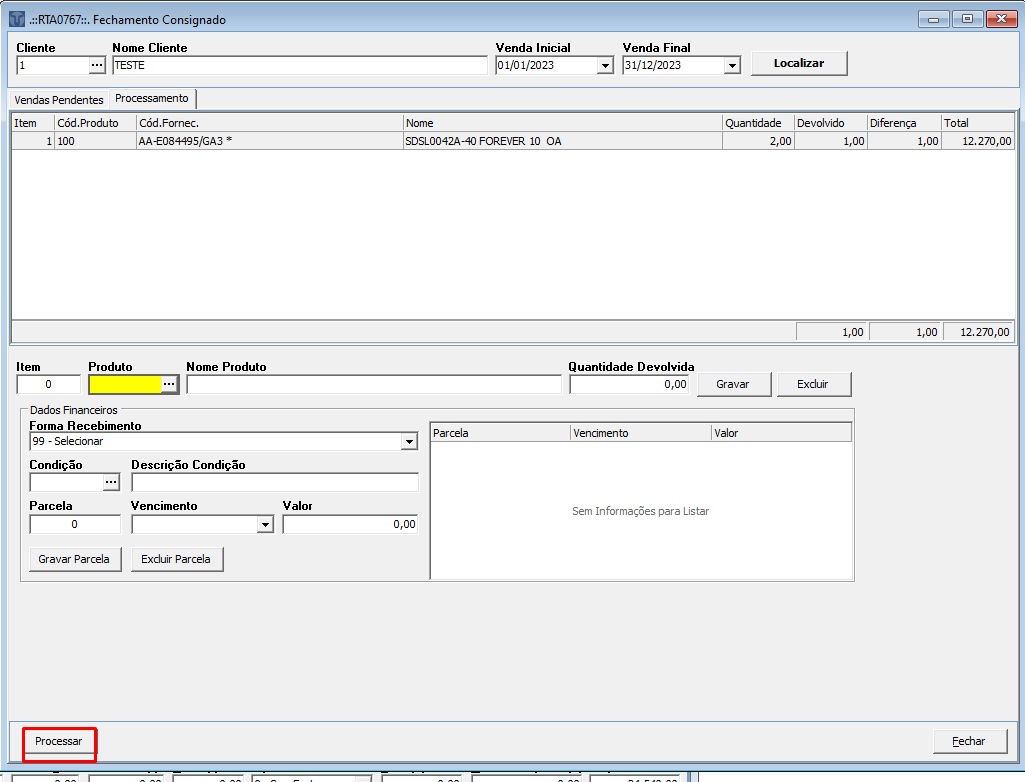 .::RTA0767::. Fechamento Consignado
Cliente Nome Cliente Venda Inicial Venda Final
1 ... TESTE 01/01/2023 31/12/2023 Localizar
Vendas Pendentes Processamento
Item Cód.Produto Cód.Fornec. Nome Quantidade Devolvido Diferença Total
1 100 AA-E084495/GA3 * SDSL0042A-40 FOREVER 10 OA 2,00 1,00 1,00 12.270,00
1,00 1,00 12.270,00
Item Produto Nome Produto Quantidade Devolvida
0 ... 0,00 Gravar Excluir
Dados Financeiros
Forma Recebimento
99 - Selecionar
Parcela Vencimento Valor
Condição Descrição Condição
...
Parcela Vencimento Valor
0 0,00
Sem Informações para Listar
Gravar Parcela Excluir Parcela
Processar Fechar